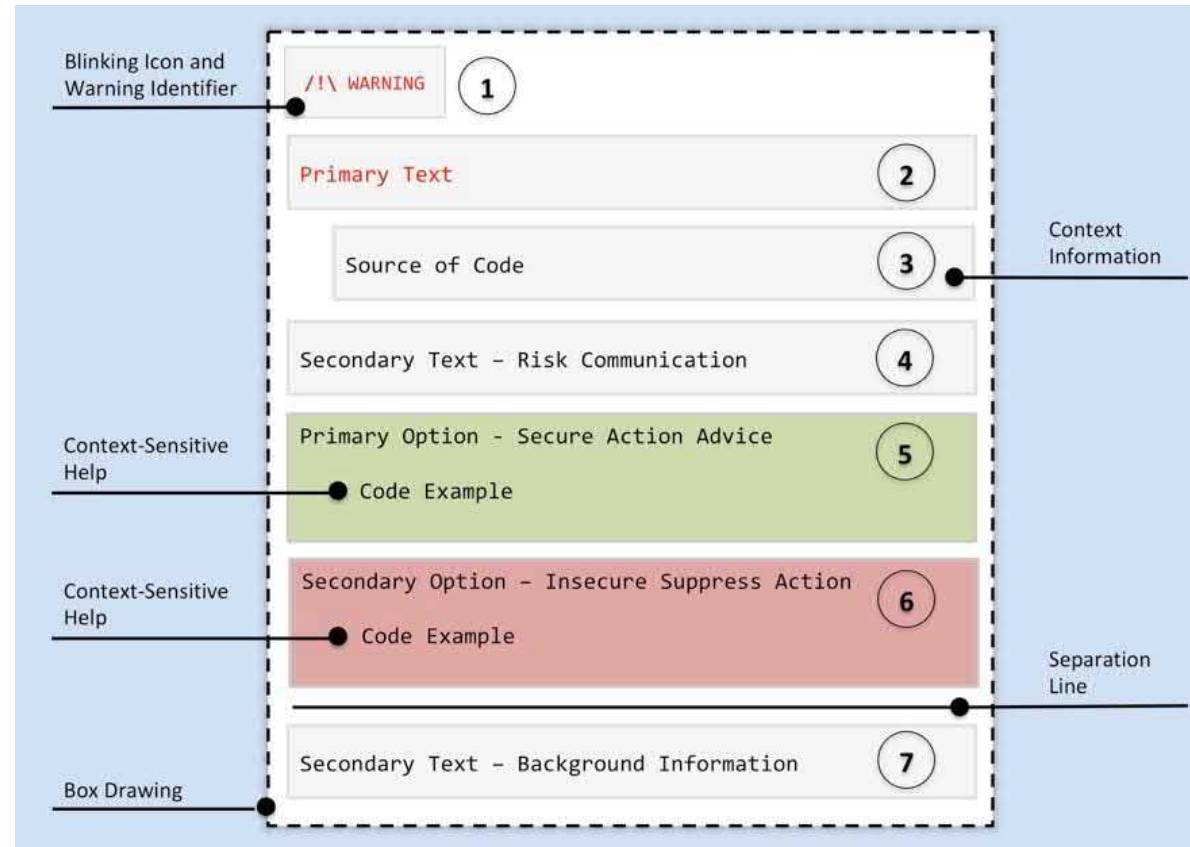 Blinking Icon and
Warning Identifier
/!\ WARNING
1
Primary Text
2
Source of Code
3
Context
Information
Secondary Text – Risk Communication
4
Context-Sensitive
Help
Primary Option - Secure Action Advice
5
Code Example
Context-Sensitive
Help
Secondary Option – Insecure Suppress Action
6
Code Example
Separation
Line
Secondary Text – Background Information
7
Box Drawing